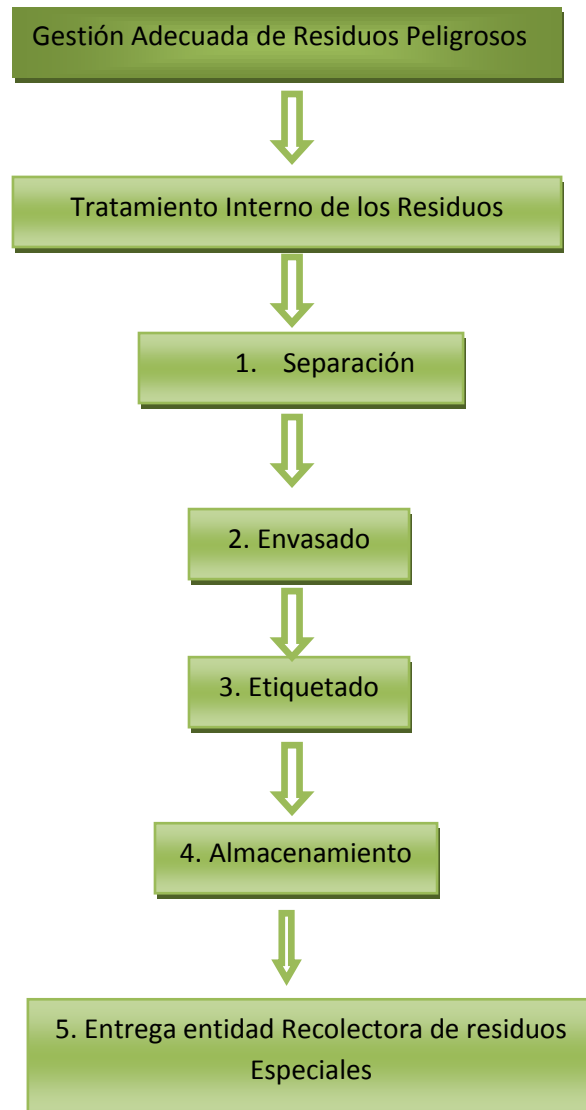 Gestión Adecuada de Residuos Peligrosos
Tratamiento Interno de los Residuos
1. Separación
2. Envasado
3. Etiquetado
4. Almacenamiento
5. Entrega entidad Recolectora de residuos
Especiales